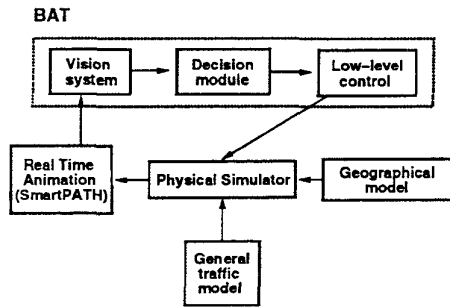 BAT
Vision
system
Decision
module
Low-level
control
Real Time
Animation
(SmartPATH)
Physical Simulator
Geographical
model
General
traffic
model